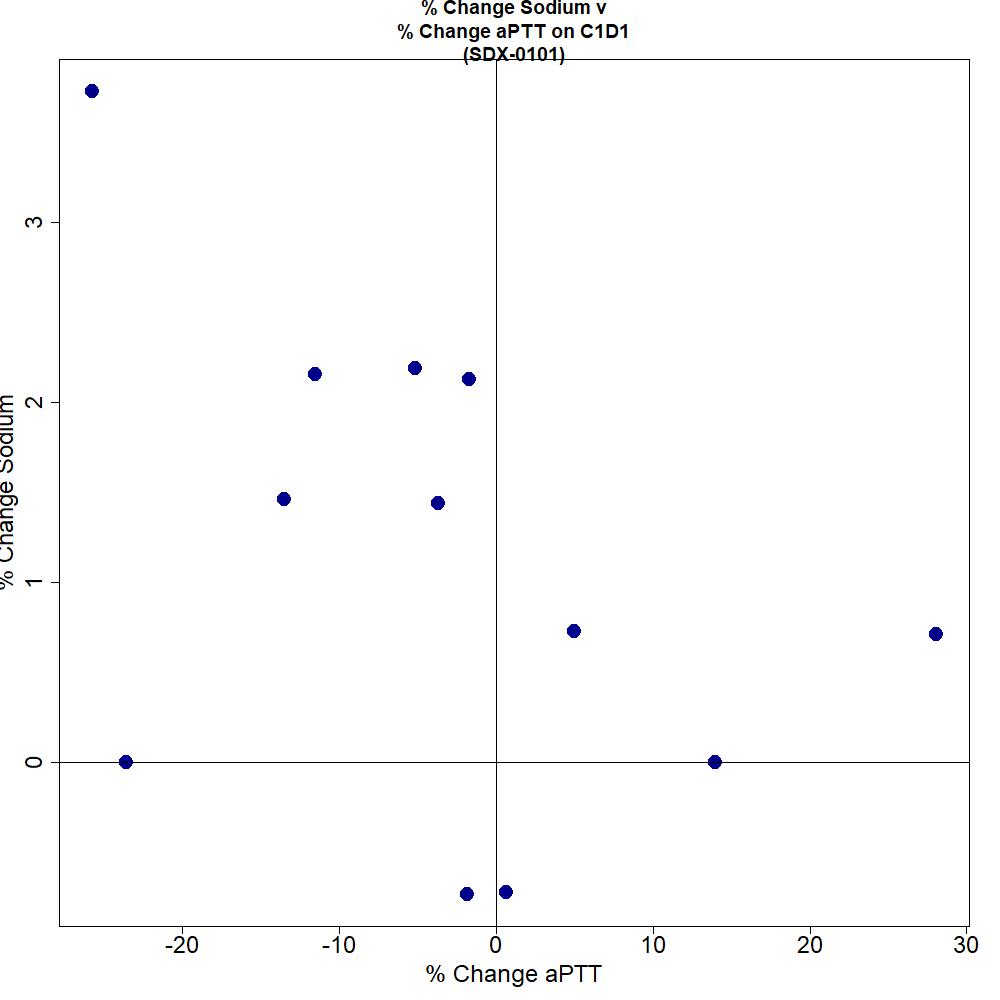 % Change Sodium v
% Change aPTT on C1D1
(SDX-0101)
% Change Sodium
3
2
1
0
-20 -10 0 10 20 30
% Change aPTT